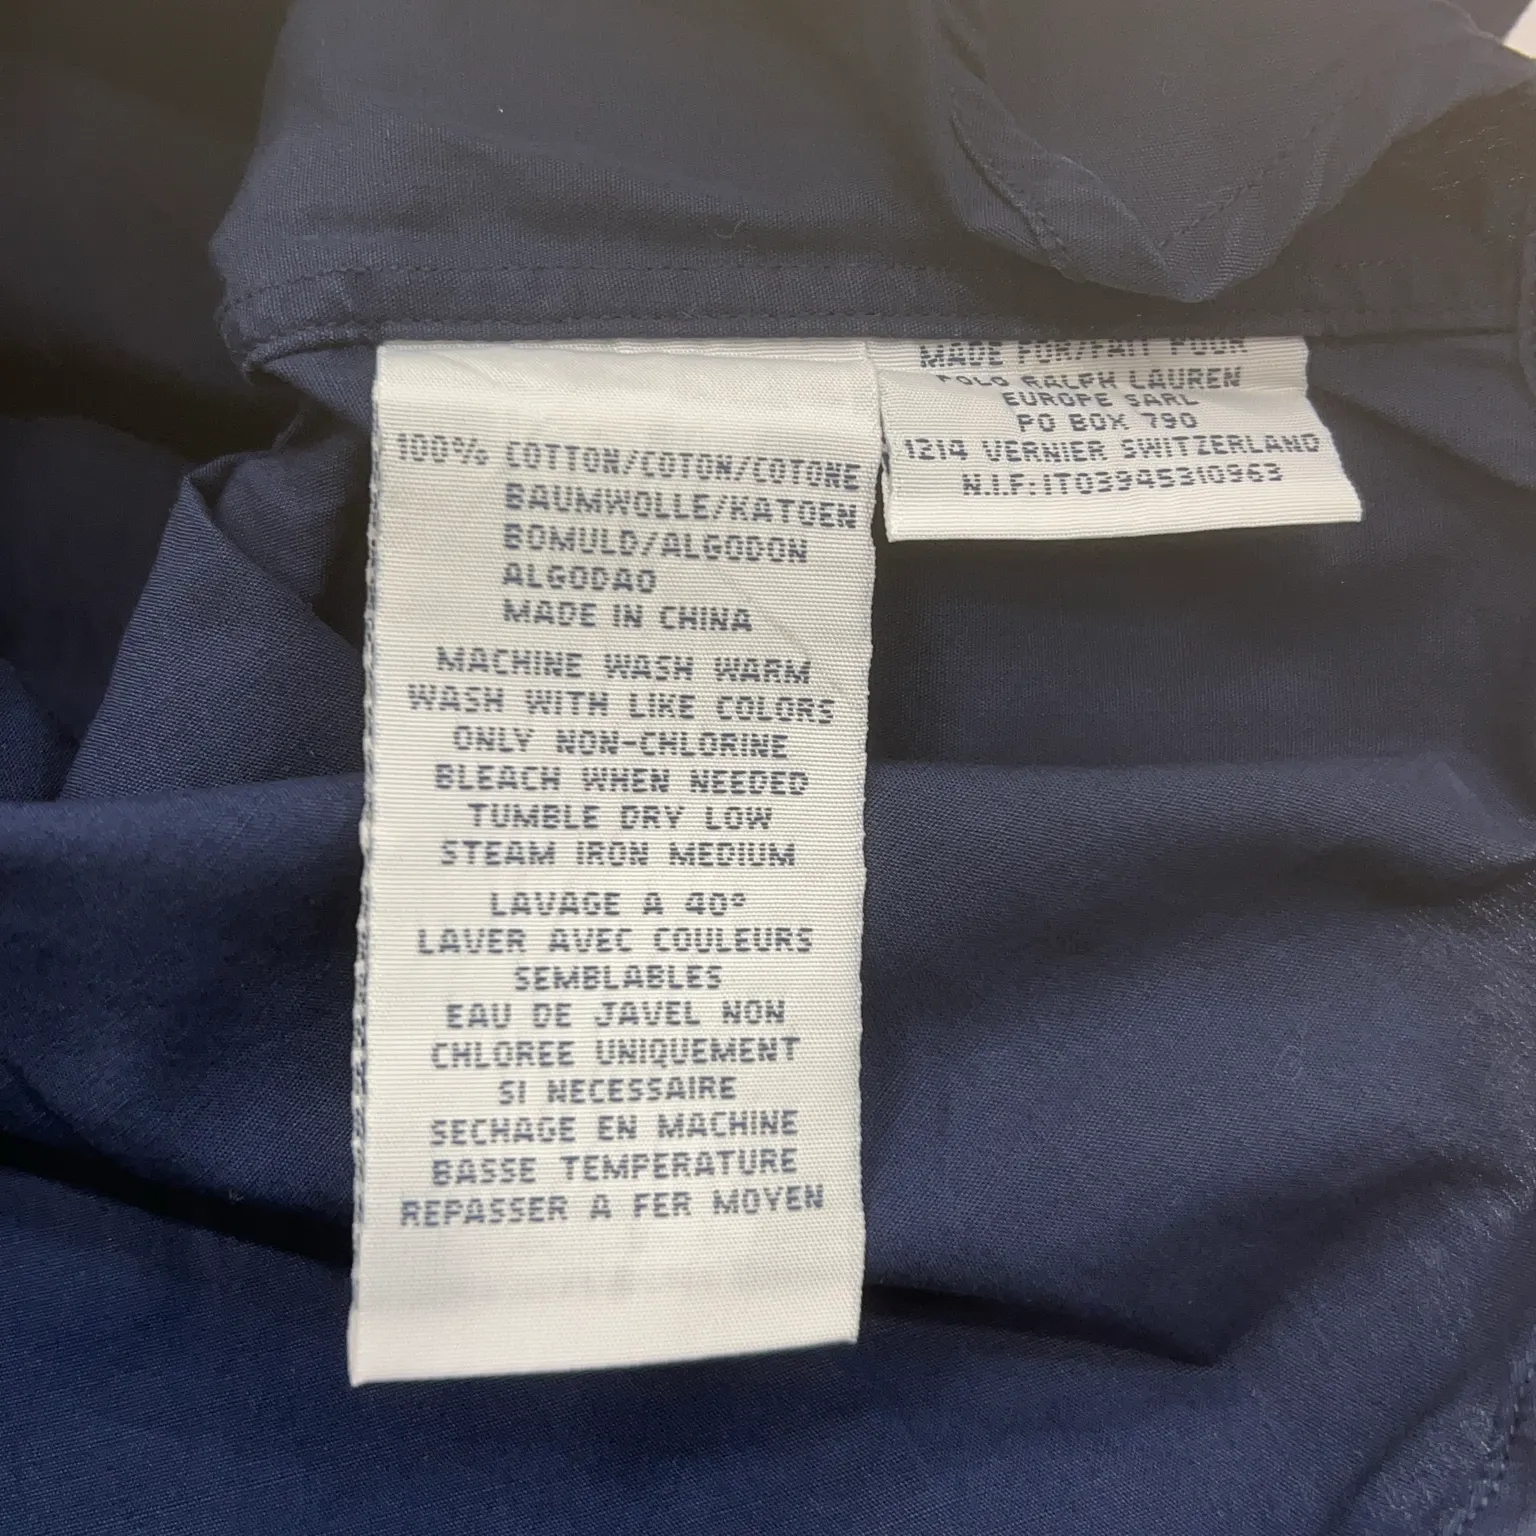 100% COTTON/COTON/COTONE
BAUMWOLLE/KATOEN
BOMULD/ALGODON
ALGODAO
MADE IN CHINA
MACHINE WASH WARM
WASH WITH LIKE COLORS
ONLY NON-CHLORINE
BLEACH WHEN NEEDED
TUMBLE DRY LOW
STEAM IRON MEDIUM
LAVAGE A 40°
LAVER AVEC COULEURS
SEMBLABLES
EAU DE JAVEL NON
CHLOREE UNIQUEMENT
SI NECESSAIRE
SECHAGE EN MACHINE
BASSE TEMPERATURE
REPASSER A FER MOYEN
MADE FOR/FAIT POUR
POLO RALPH LAUREN
EUROPE SARL
PO BOX 790
1214 VERNIER SWITZERLAND
N.I.F:IT03945310963